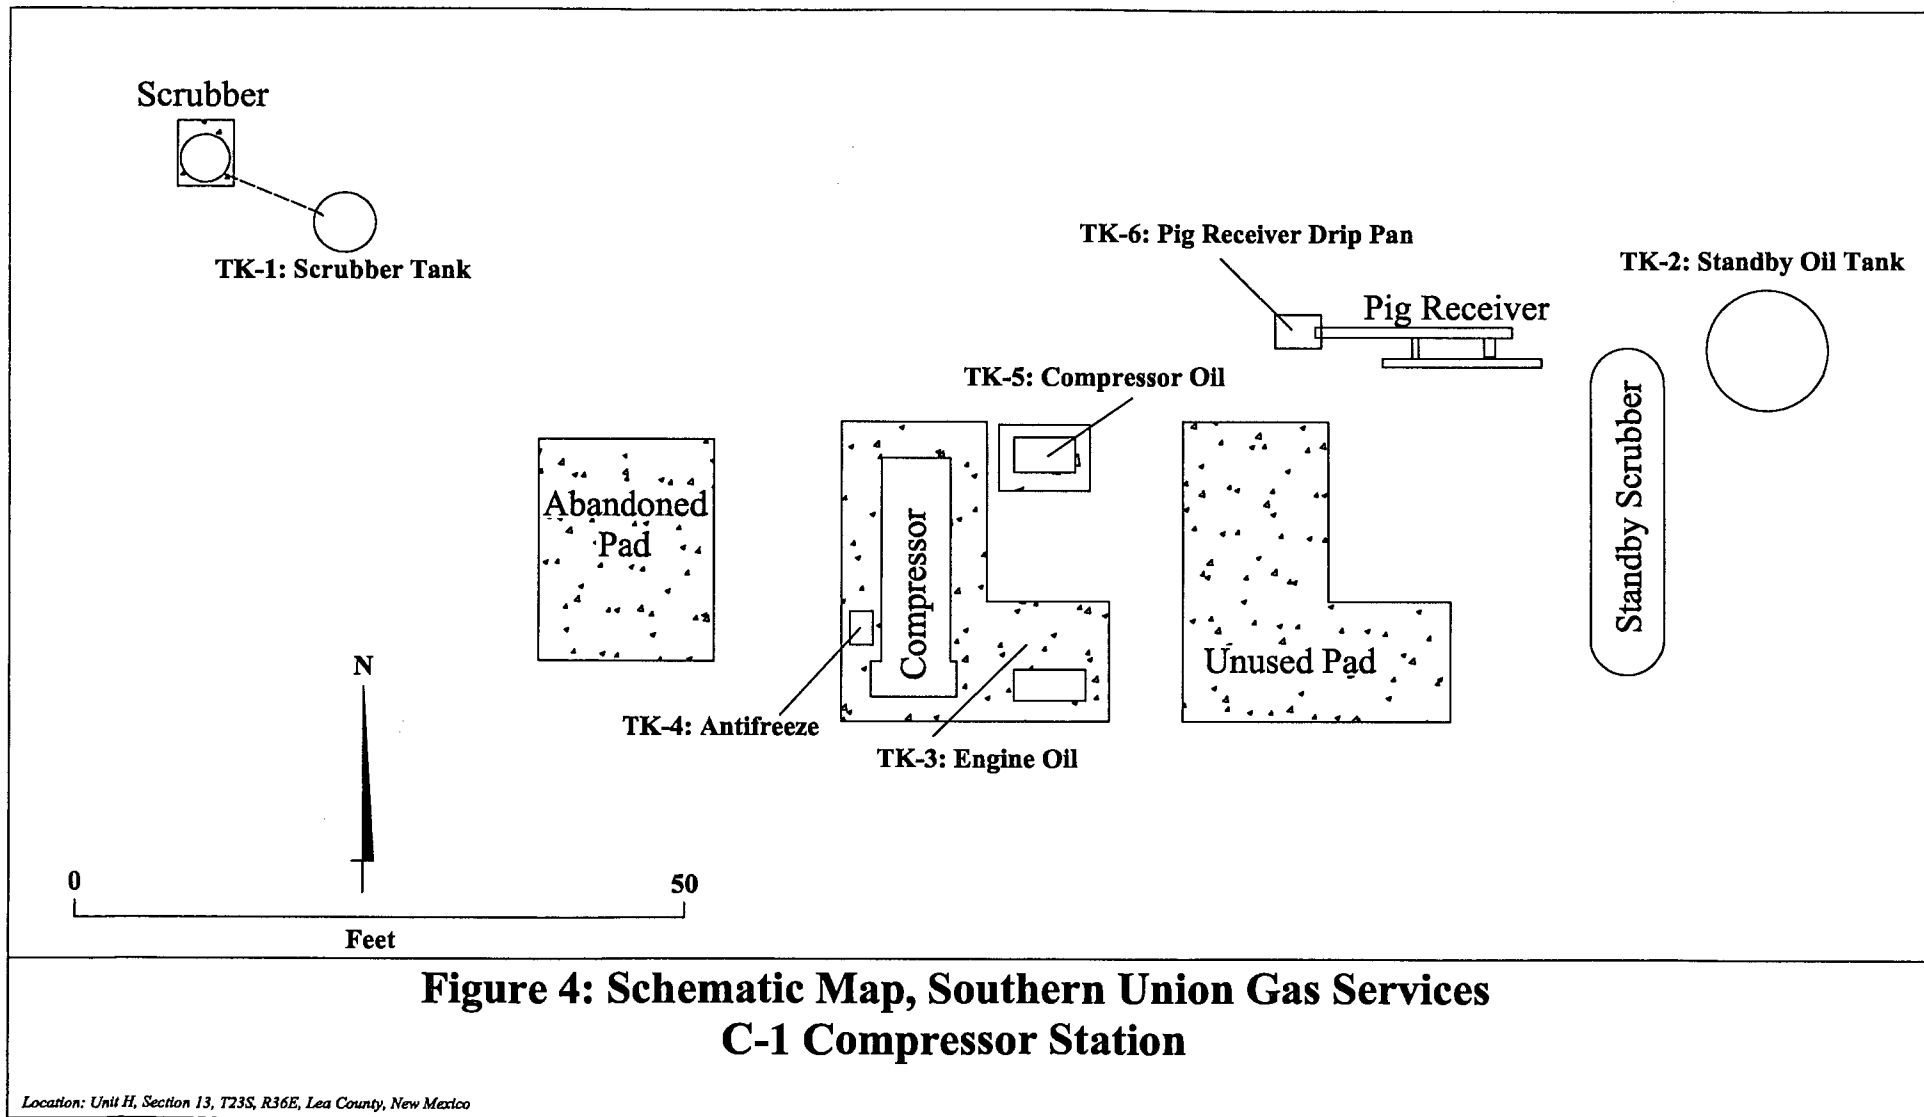 Scrubber
TK-1: Scrubber Tank
TK-6: Pig Receiver Drip Pan
TK-2: Standby Oil Tank
Pig Receiver
TK-5: Compressor Oil
Standby Scrubber
Abandoned
Pad
Compressor
Unused Pad
N
TK-4: Antifreeze
TK-3: Engine Oil
0
50
Feet
Figure 4: Schematic Map, Southern Union Gas Services
C-1 Compressor Station
Location: Unit H, Section 13, T23S, R36E, Lea County, New Mexico